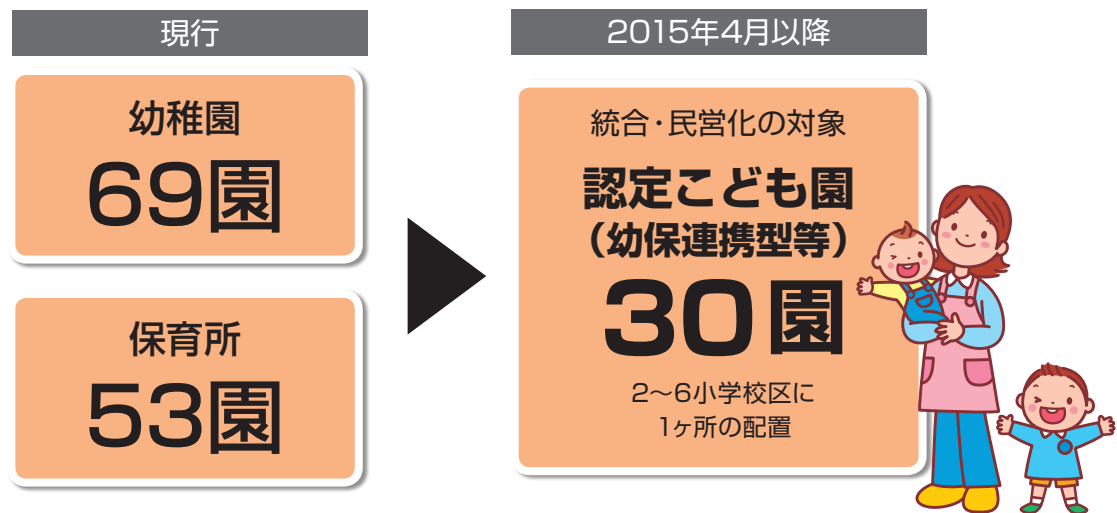 現行
幼稚園
69園
保育所
53園
2015年4月以降
統合・民営化の対象
認定こども園
（幼保連携型等）
30園
2～6小学校区に
1ヶ所の配置